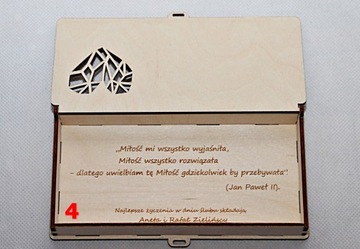 „Miłość mi wszystko wyjaśniła,
Miłość wszystko rozwiązała
- dlatego uwielbiam tę Miłość gdziekolwiek by przebywała"
(Jan Paweł II).
4
Najlepsze życzenia w dniu ślubu składają,
Aneta i Rafał Zielińscy